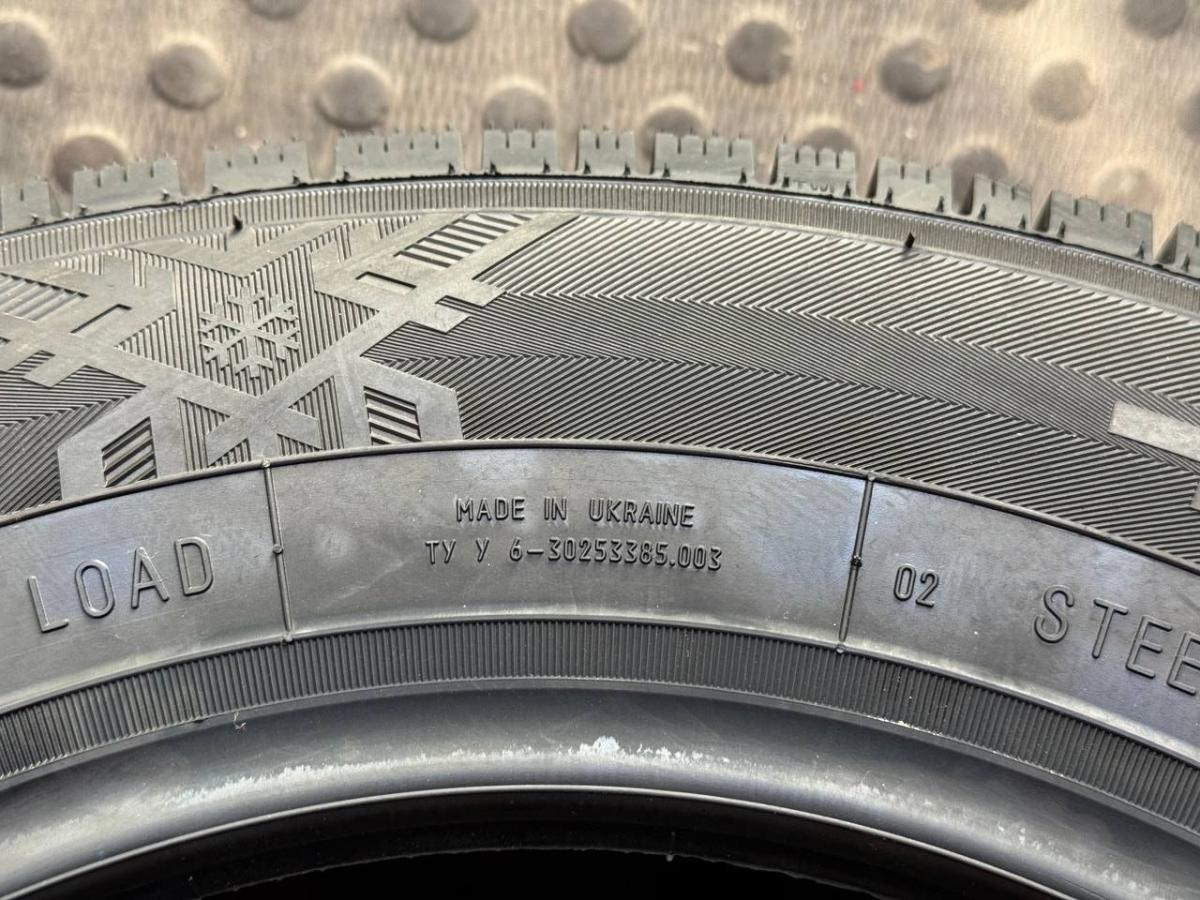 LOAD
MADE IN UKRAINE
ТУ У 6-30253385.003
02
STEE